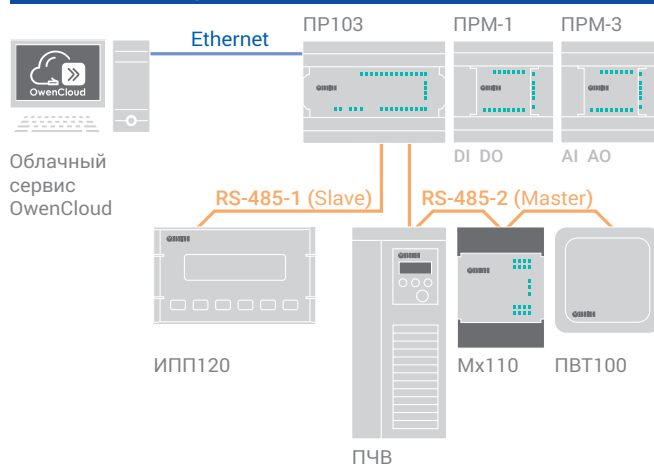 ПР103
ПРМ-1
ПРМ-3
Ethernet
OwenCloud
DI DO
AI AO
Облачный
сервис
OwenCloud
RS-485-1 (Slave)
RS-485-2 (Master)
ИПП120
Мх110
ПВТ100
ПЧВ